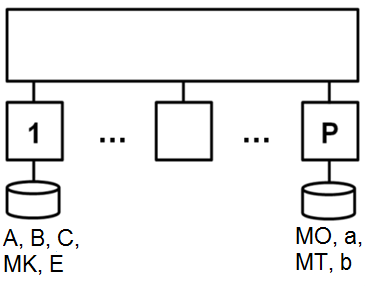 1 ... ... P
A, B, C,
MK, E
MO, a,
MT, b